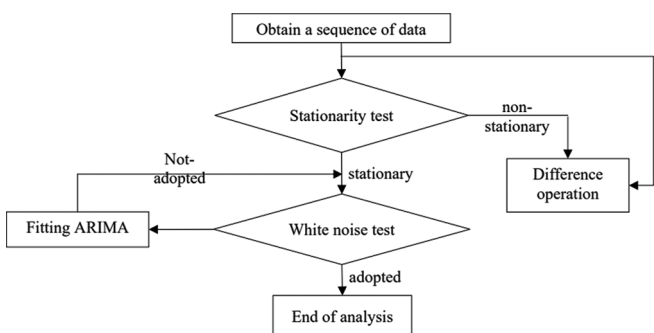 Obtain a sequence of data
Stationarity test
non-
stationary
Not-
adopted
stationary
Difference
operation
Fitting ARIMA
White noise test
adopted
End of analysis